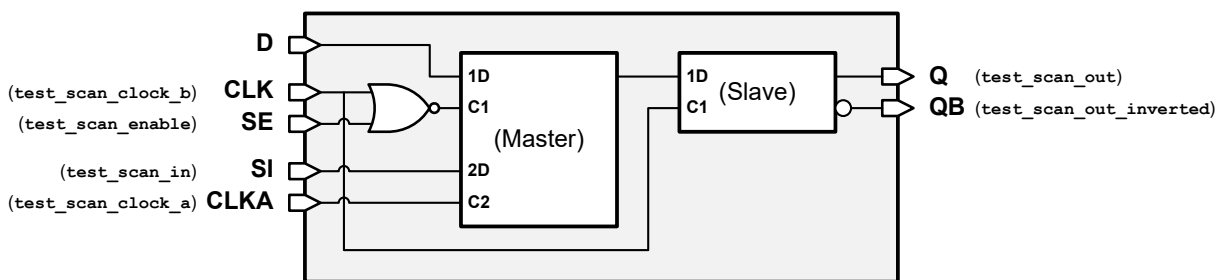 D
(test_scan_clock_b) CLK
(test_scan_enable) SE
(test_scan_in) SI
(test_scan_clock_a) CLKA
1D
C1
(Master)
2D
C2
1D
C1
(Slave)
Q (test_scan_out)
QB (test_scan_out_inverted)